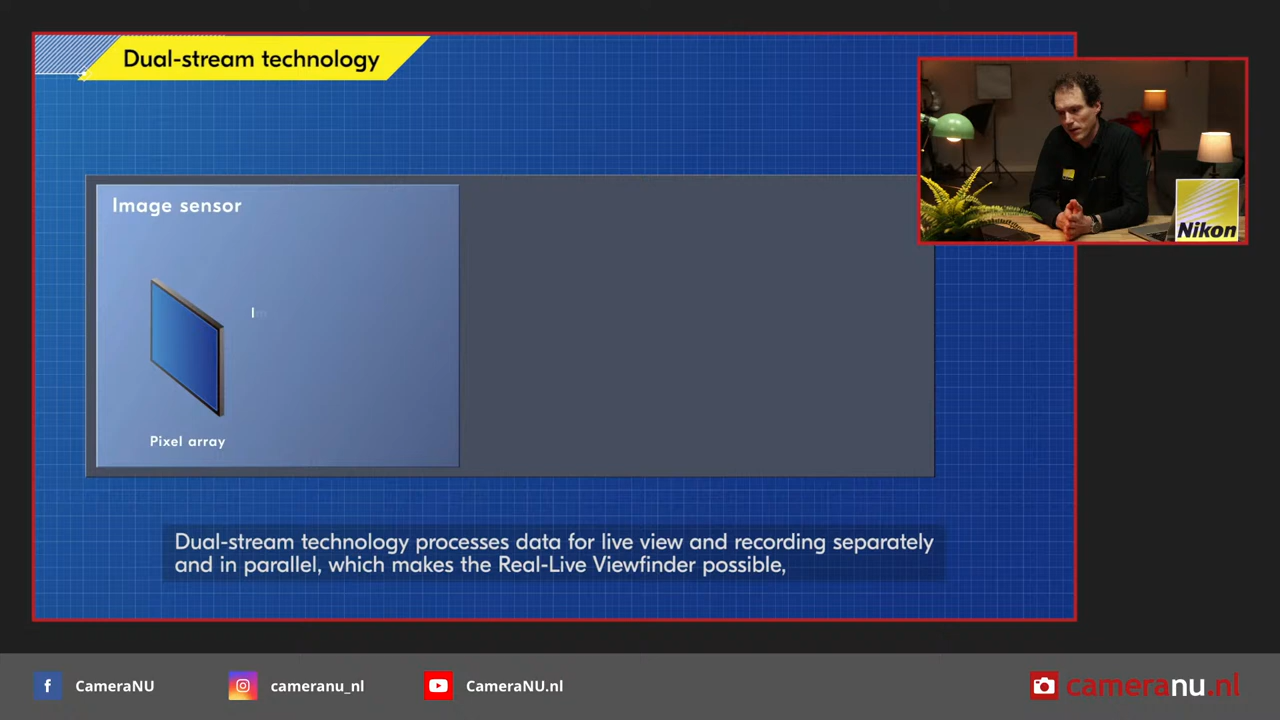 Dual-stream technology
Image sensor
Pixel array
Dual-stream technology processes data for live view and recording separately
and in parallel, which makes the Real-Live Viewfinder possible,
Nikon
CameraNU
cameranu_nl
CameraNU.nl
cameranu.nl